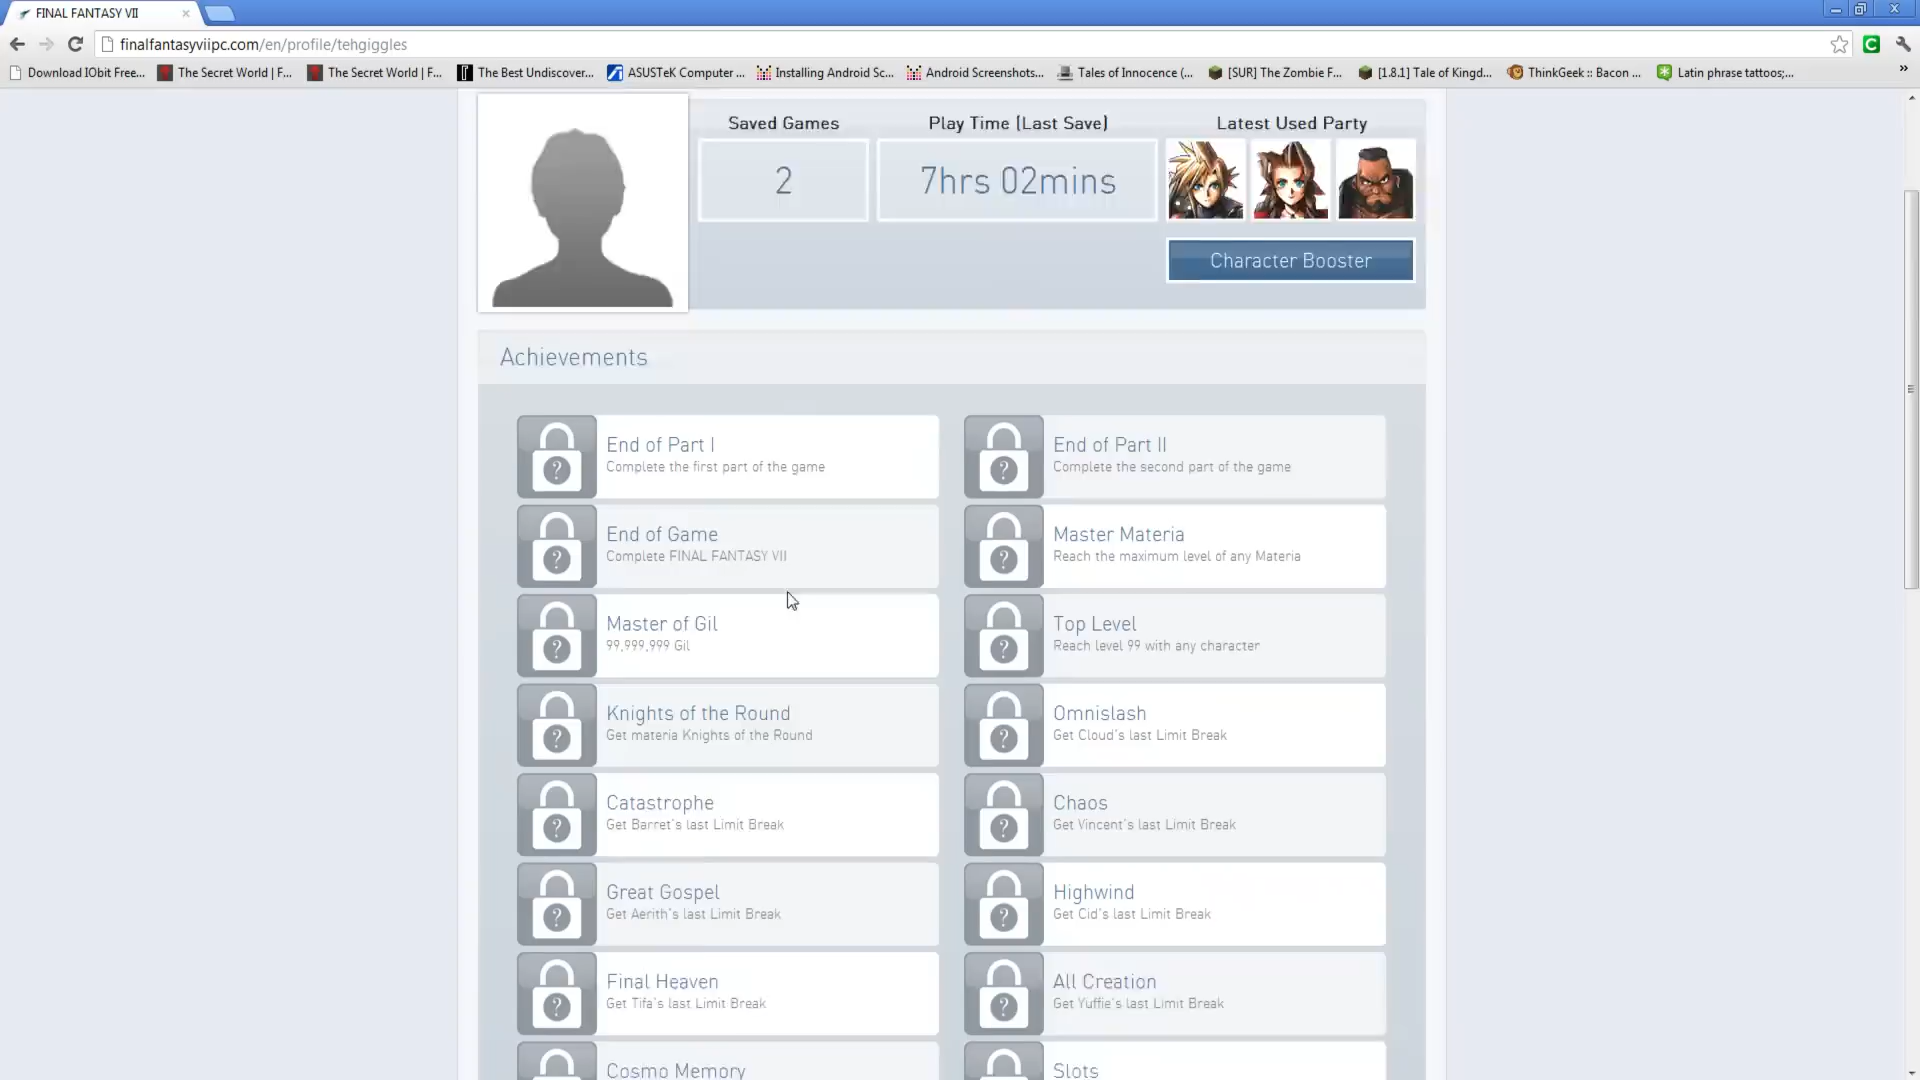 FINAL FANTASY VII
finalfantasyviipc.com/en/profile/tehgiggles
Download IObit Free...
The Secret World | F...
The Secret World | F...
The Best Undiscover...
ASUSTeK Computer ...
Installing Android Sc...
Android Screenshots...
Tales of Innocence (...
[SUR] The Zombie F...
[1.8.1] Tale of Kingd...
ThinkGeek :: Bacon ...
Latin phrase tattoos;...
»
Saved Games
Play Time (Last Save)
Latest Used Party
2
7hrs 02mins
Character Booster
Achievements
End of Part I
Complete the first part of the game
End of Part II
Complete the second part of the game
End of Game
Complete FINAL FANTASY VII
Master Materia
Reach the maximum level of any Materia
Master of Gil
99,999,999 Gil
Top Level
Reach level 99 with any character
Knights of the Round
Get materia Knights of the Round
Omnislash
Get Cloud's last Limit Break
Catastrophe
Get Barret's last Limit Break
Chaos
Get Vincent's last Limit Break
Great Gospel
Get Aerith's last Limit Break
Highwind
Get Cid's last Limit Break
Final Heaven
Get Tifa's last Limit Break
All Creation
Get Yuffie's last Limit Break
Cosmo Memory
Slots